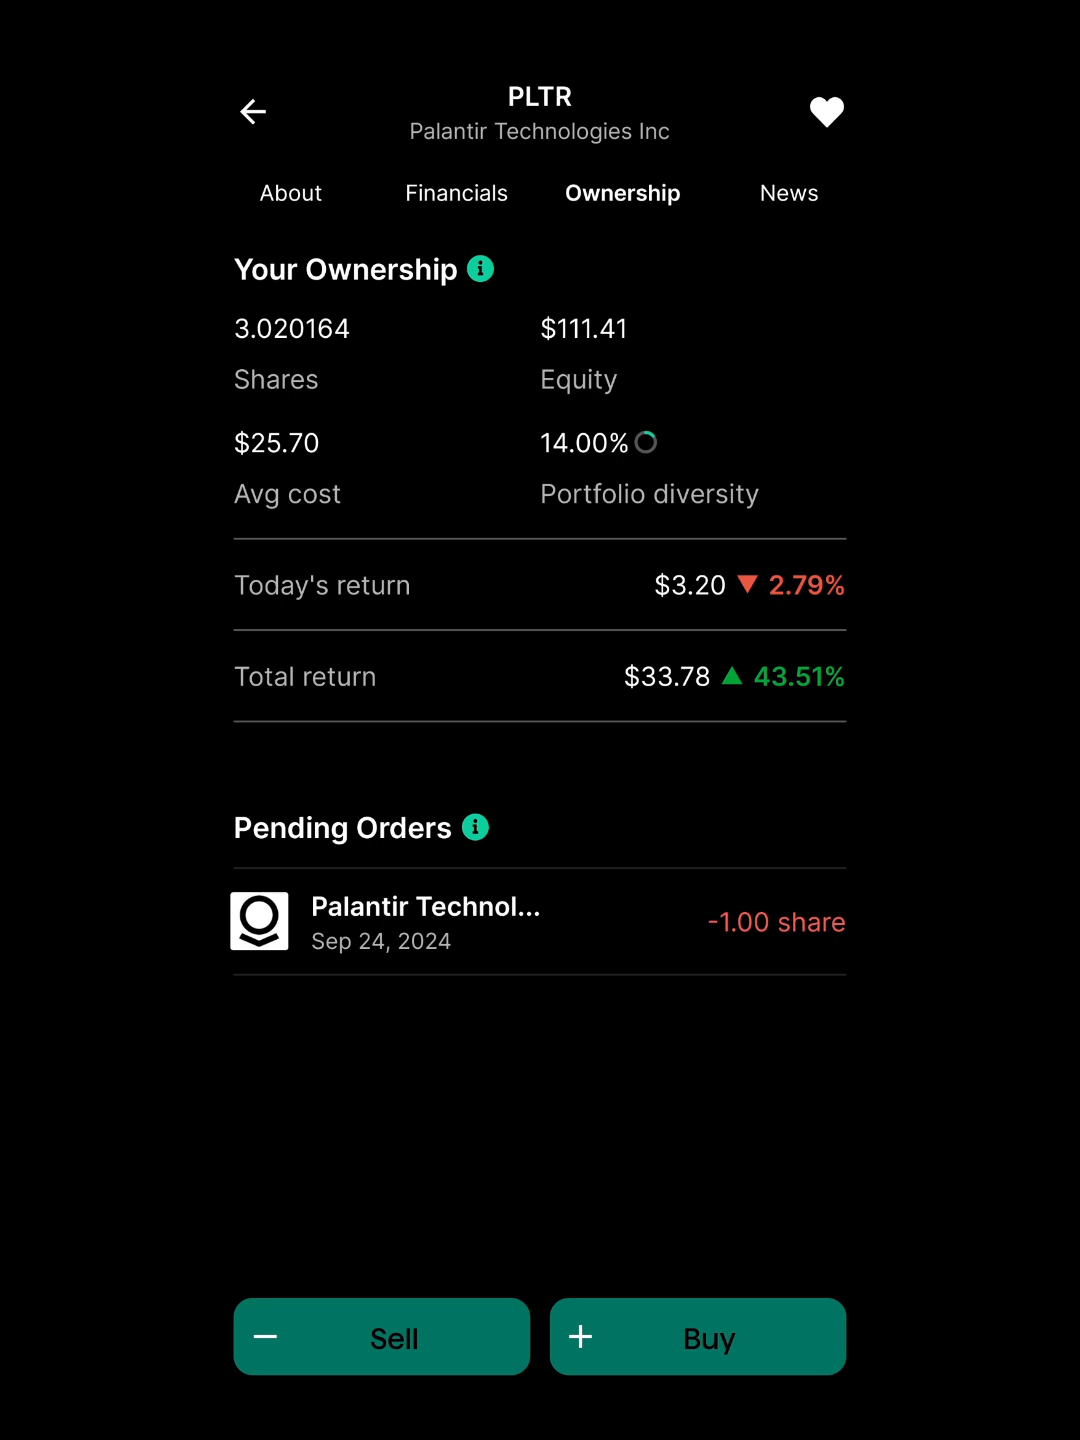 PLTR
Palantir Technologies Inc
About Financials Ownership News
Your Ownership
3.020164 $111.41
Shares Equity
$25.70 14.00%
Avg cost Portfolio diversity
Today's return $3.20 ▼ 2.79%
Total return $33.78 ▲ 43.51%
Pending Orders
Palantir Technol...
Sep 24, 2024
-1.00 share
Sell Buy